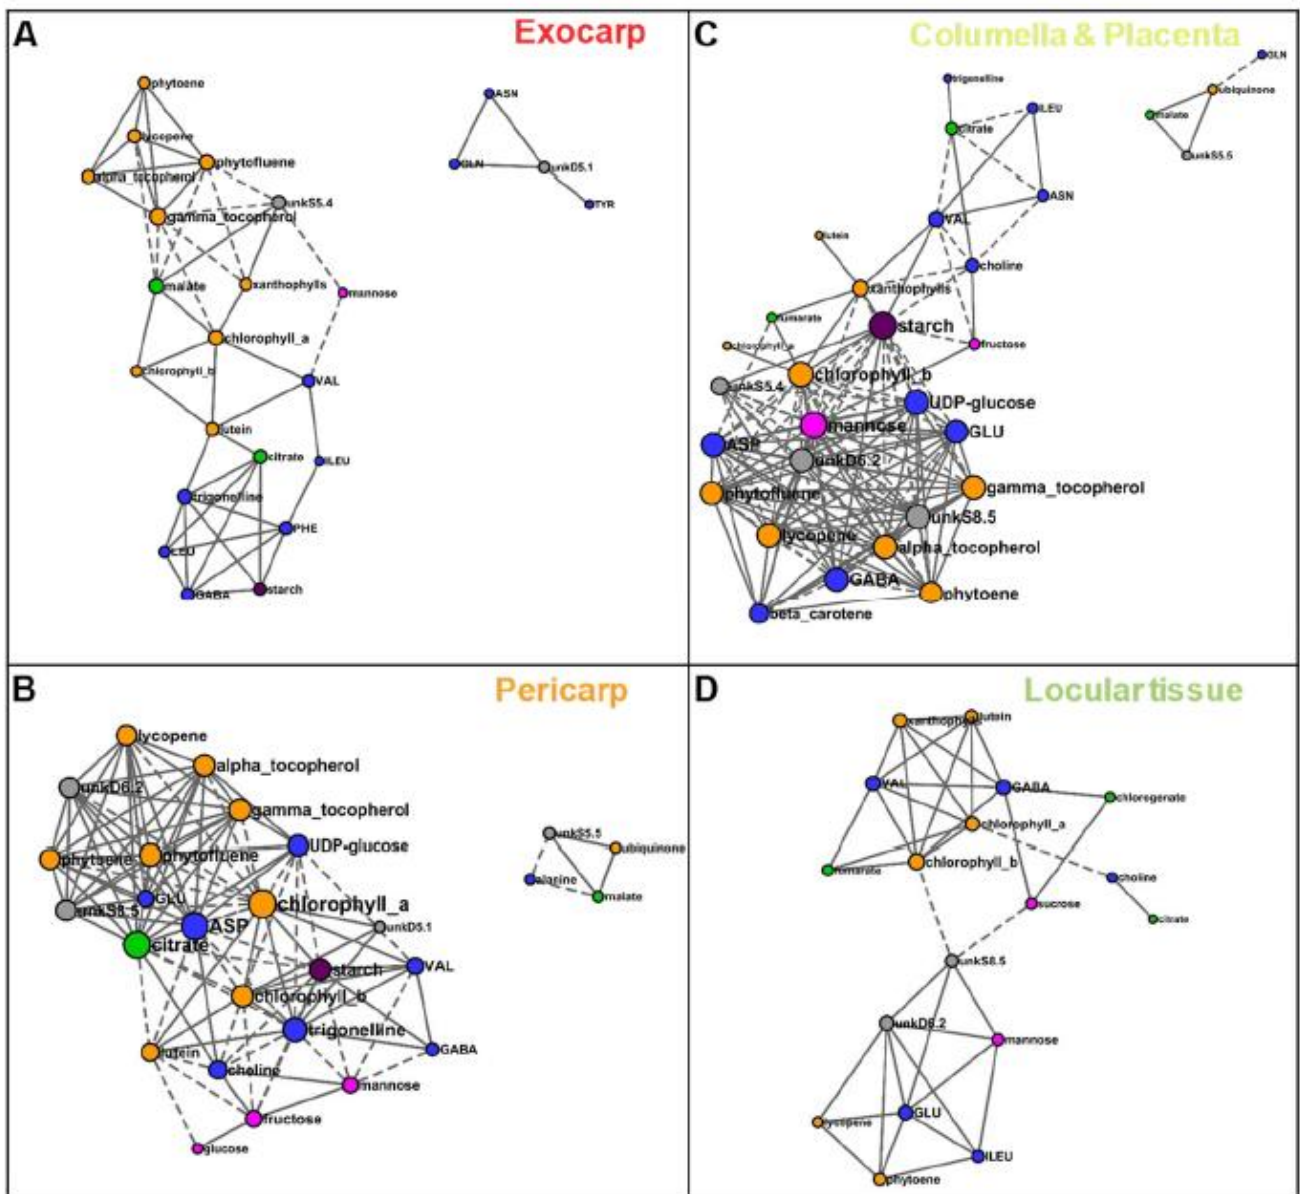 A
Exocarp
phytoene
lycopene
phytofluene
alpha_tocopherol
unkS5.4
gamma_tocopherol
malate
xanthophylls
mannose
chlorophyll_a
chlorophyll_b
VAL
lutein
citrate
ILEU
trigonelline
PHE
LEU
GABA
starch
ASN
GLN
unkD5.1
TYR
C
Columella & Placenta
trigonelline
ILEU
citrate
ASN
VAL
lutein
choline
xanthophylls
fumarate
starch
chlorophyll_a
fructose
chlorophyll_b
unkS5.4
UDP-glucose
mannose
GLU
ASP
unkD6.2
phytofluene
gamma_tocopherol
unkS8.5
lycopene
alpha_tocopherol
GABA
phytoene
beta_carotene
GLN
ubiquinone
malate
unkS5.5
B
Pericarp
lycopene
alpha_tocopherol
unkD6.2
gamma_tocopherol
UDP-glucose
phytoene
phytofluene
GLU
unkS8.5
chlorophyll_a
ASP
unkD5.1
citrate
starch
VAL
chlorophyll_b
trigonelline
lutein
GABA
choline
mannose
fructose
glucose
unkS5.5
ubiquinone
alanine
malate
D
Locular tissue
xanthophylls
lutein
VAL
GABA
chlorogenate
chlorophyll_a
chlorophyll_b
fumarate
choline
sucrose
citrate
unkS8.5
unkD6.2
mannose
GLU
lycopene
ILEU
phytoene